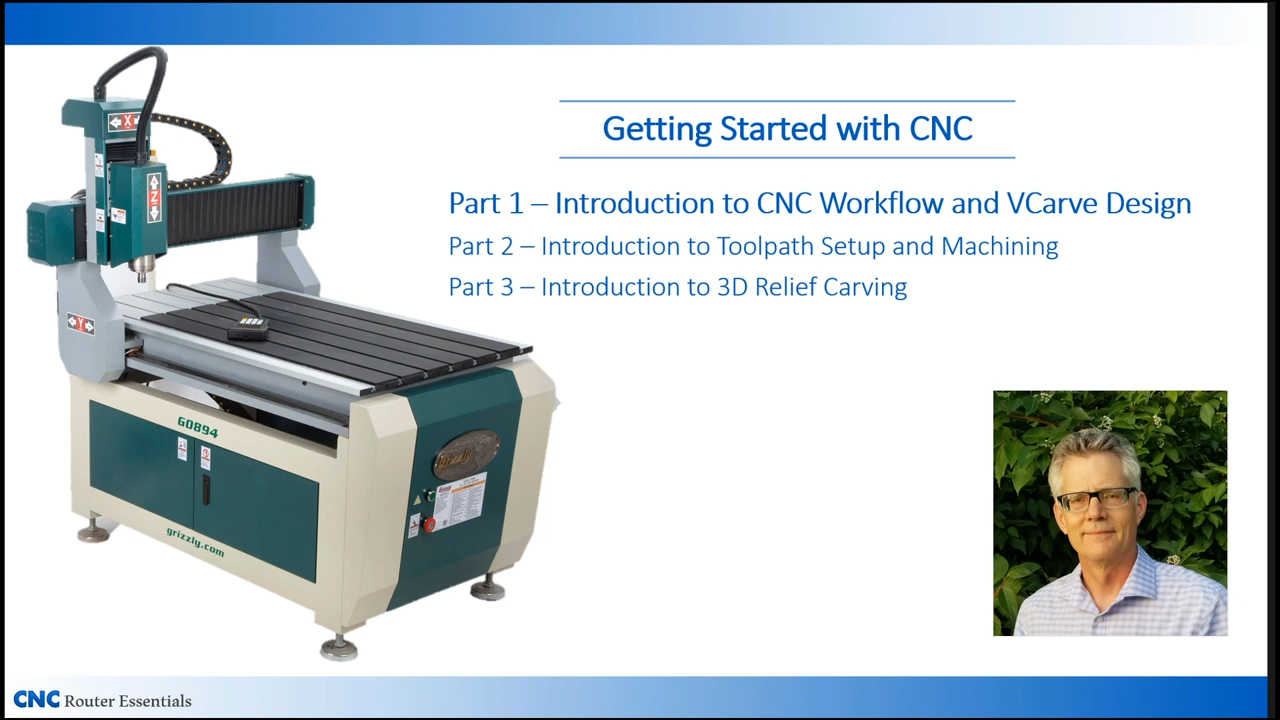 Getting Started with CNC
Part 1 – Introduction to CNC Workflow and VCarve Design
Part 2 – Introduction to Toolpath Setup and Machining
Part 3 – Introduction to 3D Relief Carving
X
Z
Y
G0894
grizzly.com
CNC Router Essentials